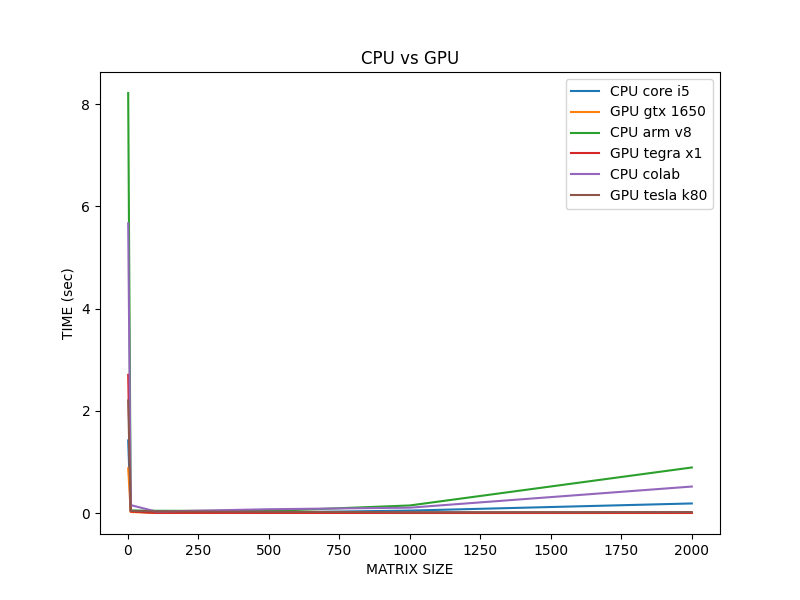 CPU vs GPU
CPU core i5
GPU gtx 1650
CPU arm v8
GPU tegra x1
CPU colab
GPU tesla k80
TIME (sec)
8
6
4
2
0
0 250 500 750 1000 1250 1500 1750 2000
MATRIX SIZE